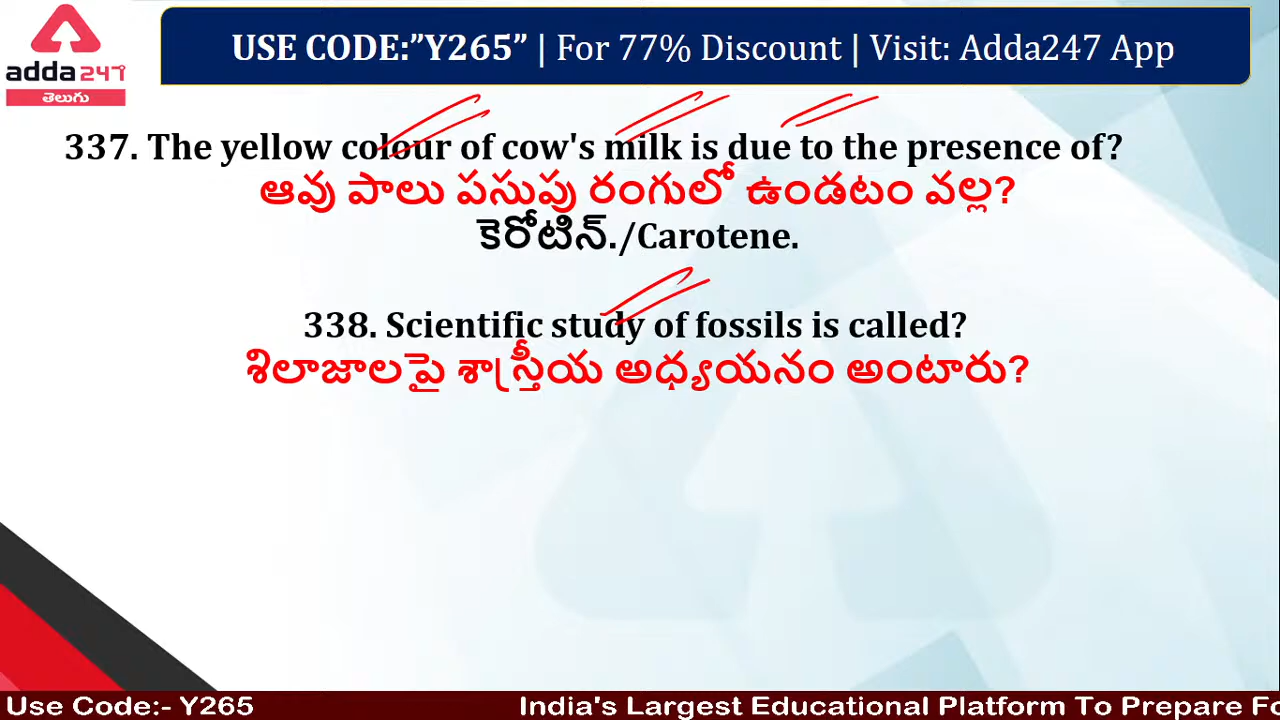 adda247
తెలుగు
USE CODE:”Y265” | For 77% Discount | Visit: Adda247 App
337. The yellow colour of cow's milk is due to the presence of?
ఆవు పాలు పసుపు రంగులో ఉండటం వల్ల?
కెరోటిన్./Carotene.
338. Scientific study of fossils is called?
శిలాజాలపై శాస్త్రీయ అధ్యయనం అంటారు?
Use Code:- Y265
India's Largest Educational Platform To Prepare Fo